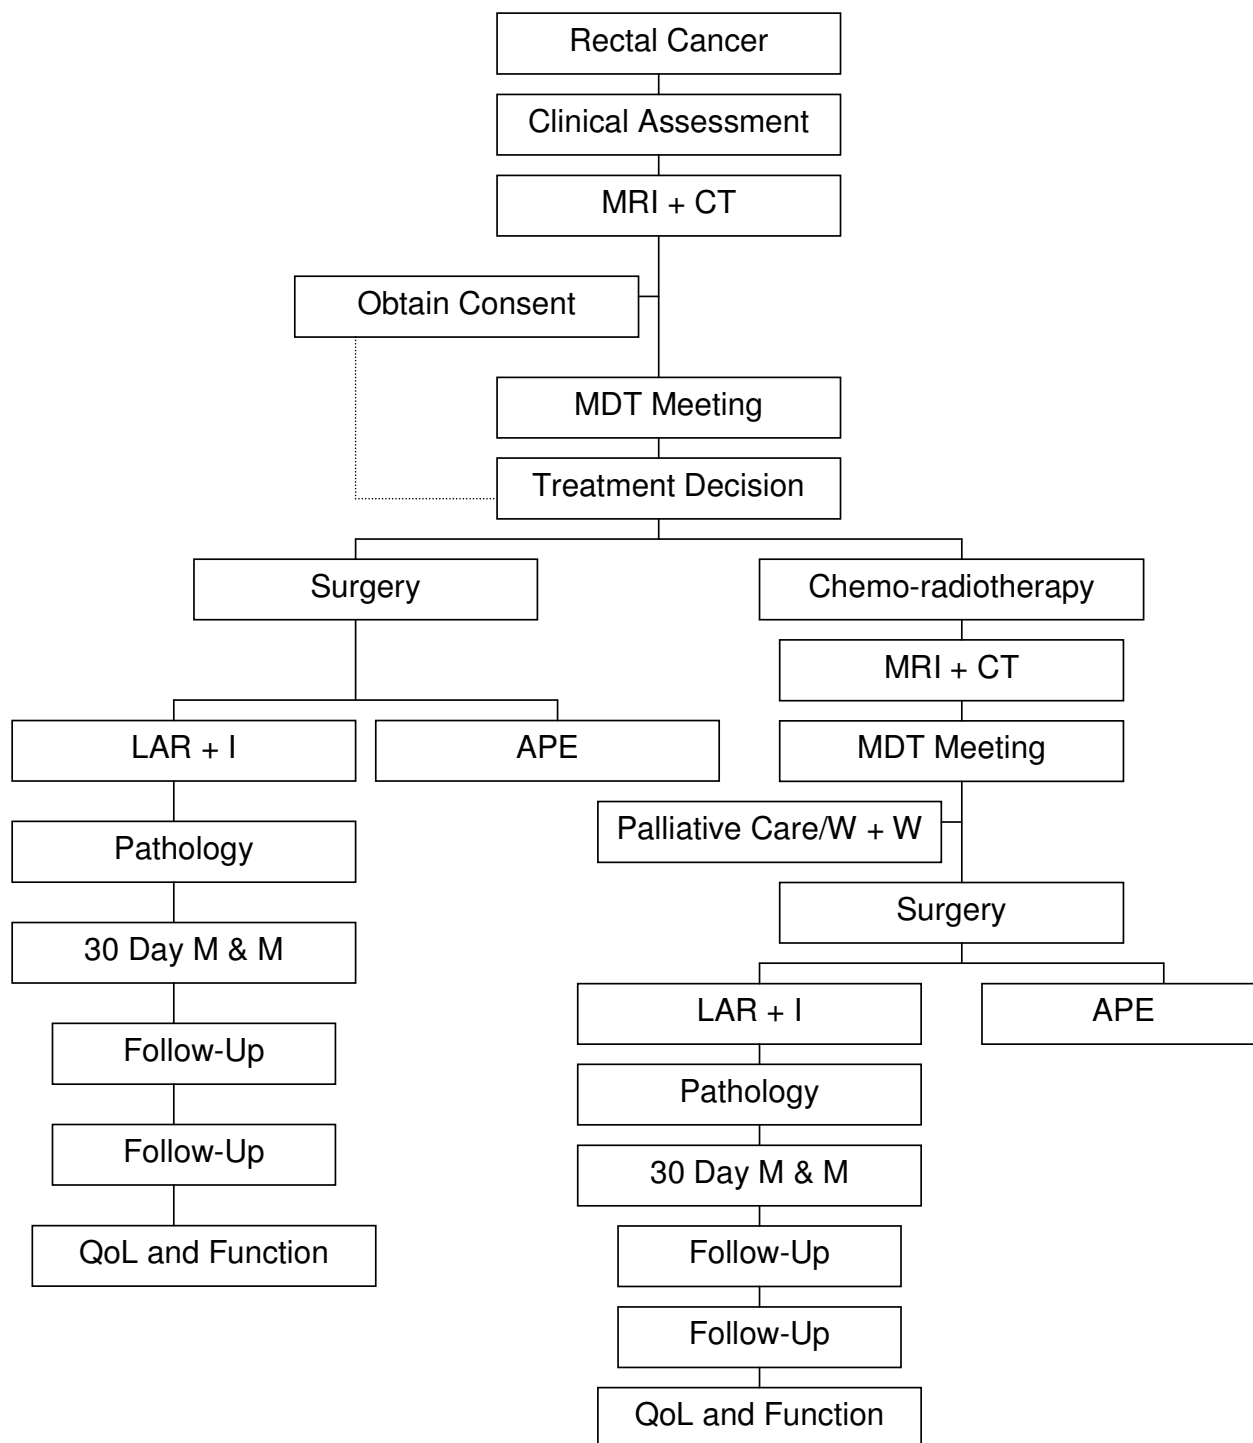 Rectal Cancer
Clinical Assessment
MRI + CT
Obtain Consent
MDT Meeting
Treatment Decision
Surgery
Chemo-radiotherapy
MRI + CT
LAR + I
APE
MDT Meeting
Palliative Care/W + W
Pathology
Surgery
30 Day M & M
LAR + I
APE
Follow-Up
Pathology
Follow-Up
30 Day M & M
QoL and Function
Follow-Up
Follow-Up
QoL and Function